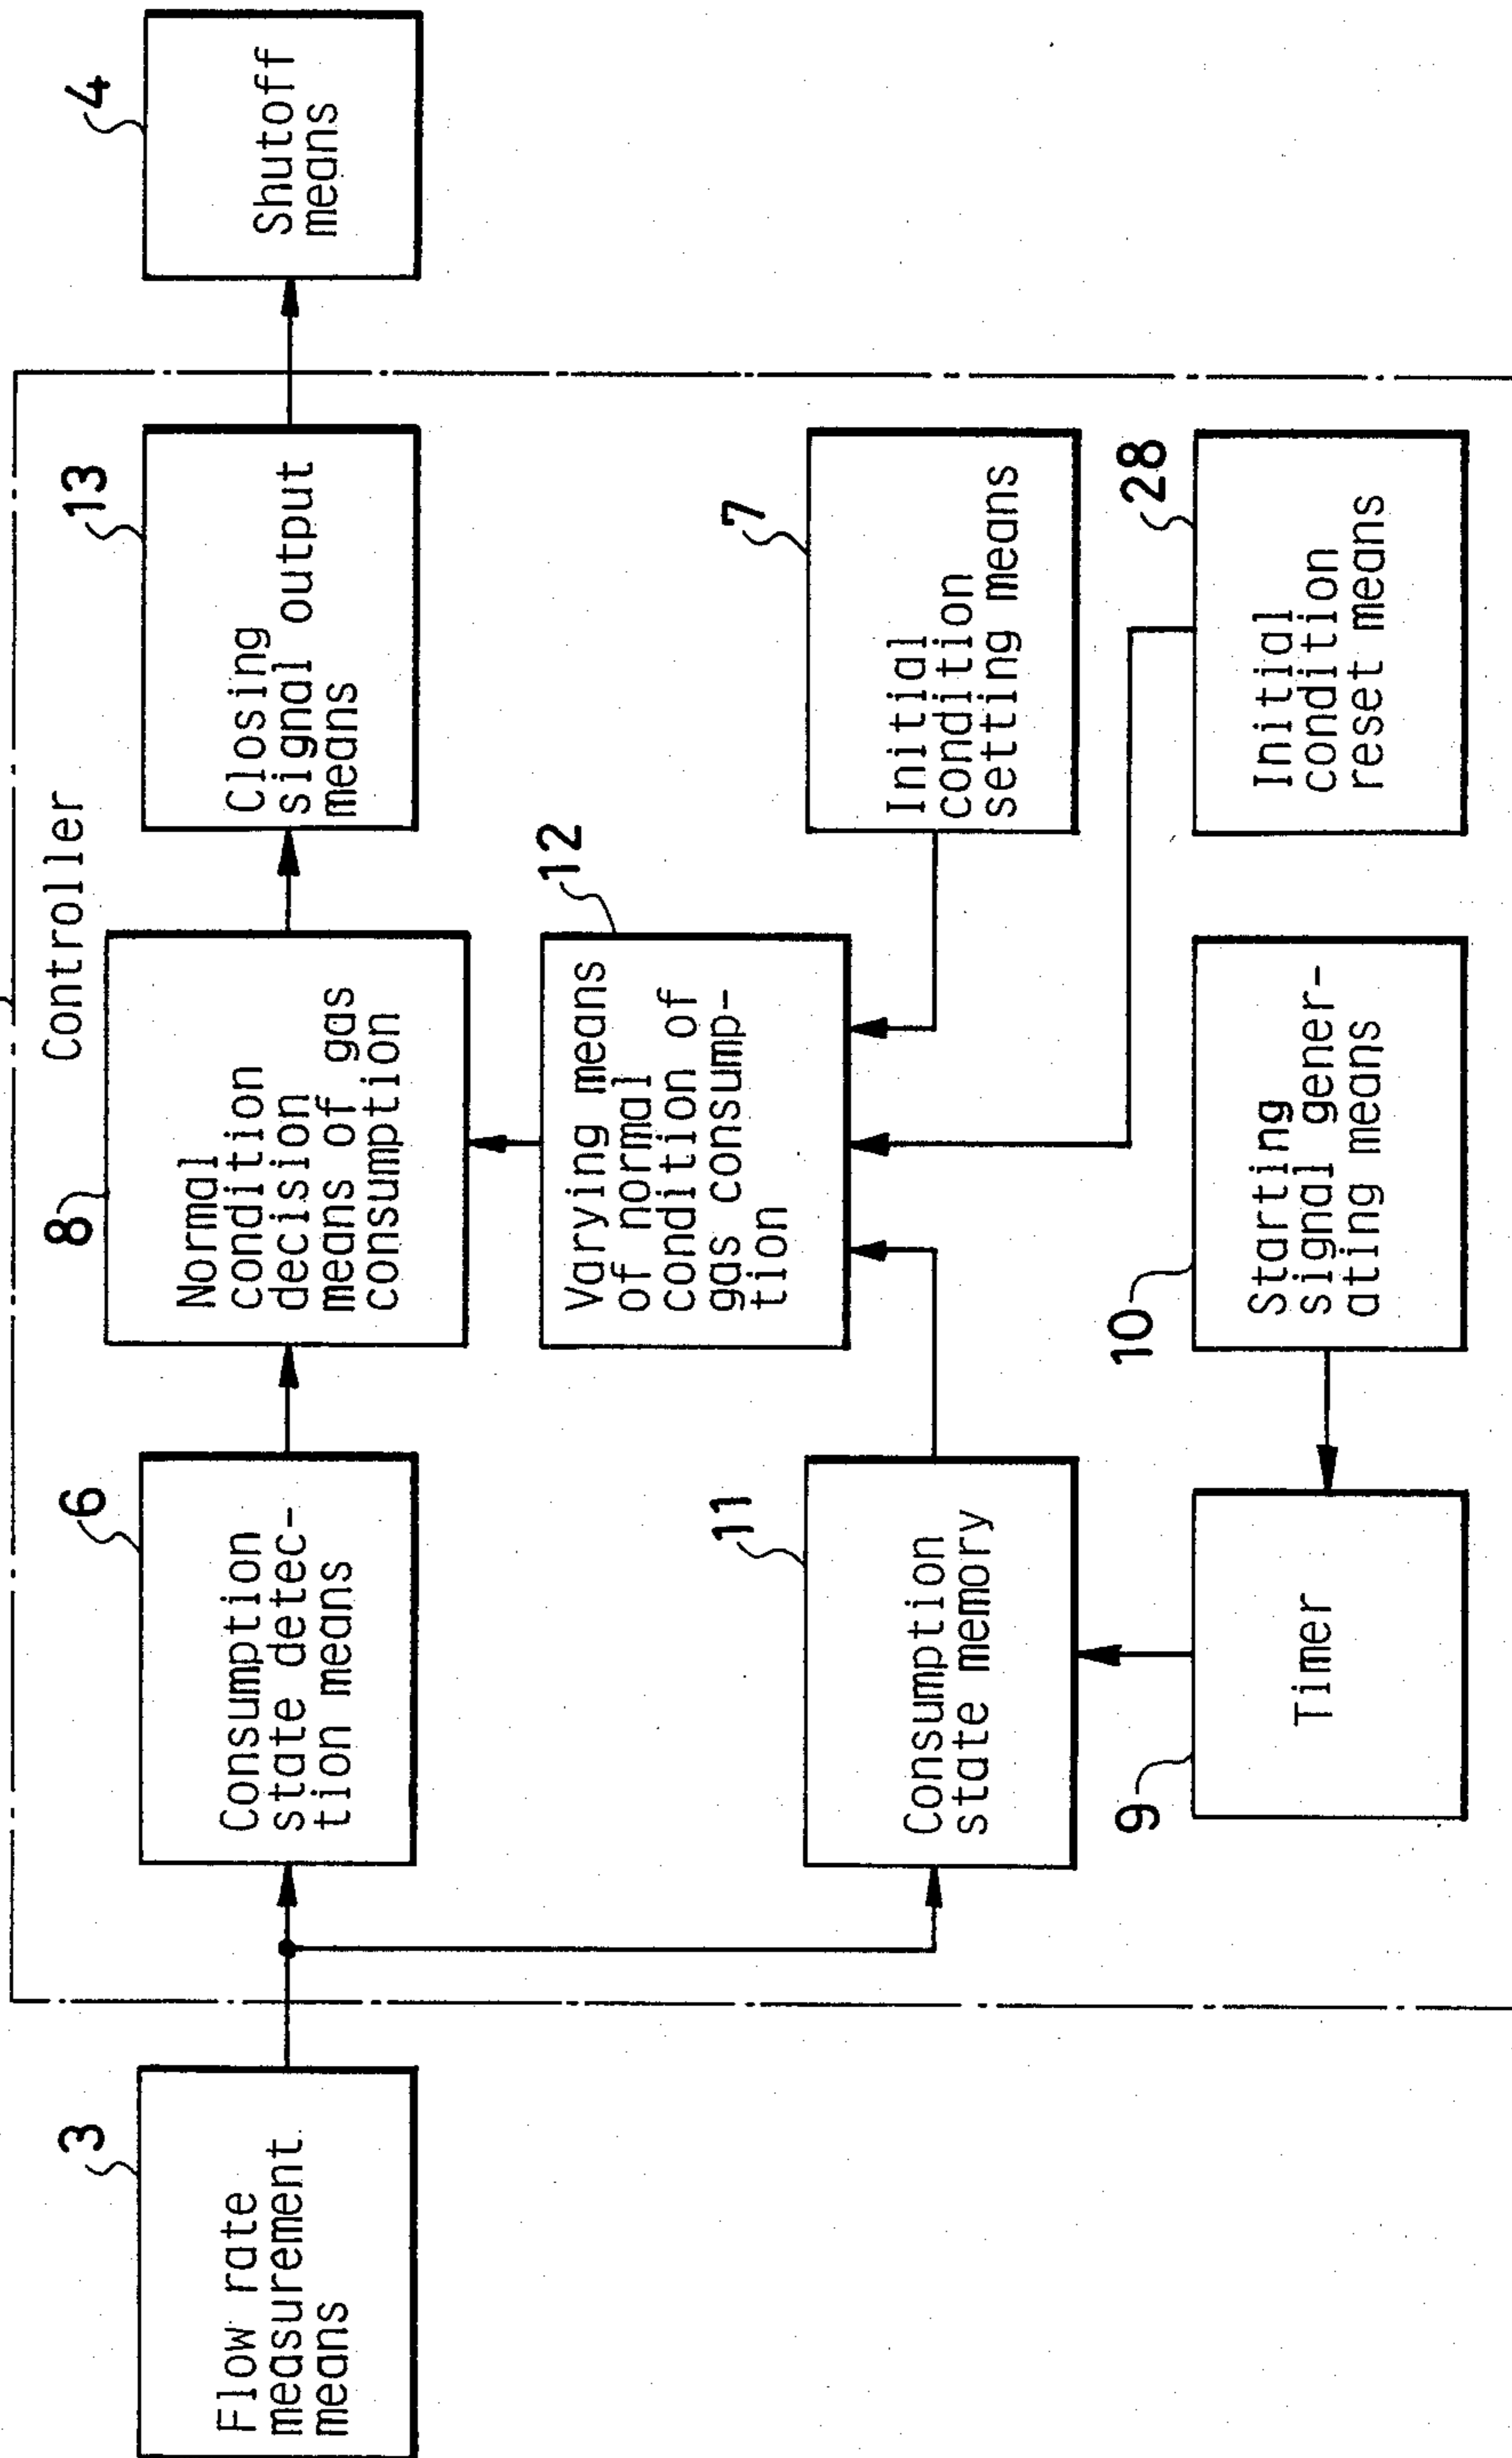 Controller
3
Flow rate
measurement
means
6
Consumption
state detec-
tion means
8
Normal
condition
decision
means of gas
consumption
13
Closing
signal output
means
4
Shutoff
means
11
Consumption
state memory
12
Varying means
of normal
condition of
gas consump-
tion
7
Initial
condition
setting means
9
Timer
10
Starting
signal gener-
ating means
28
Initial
condition
reset means